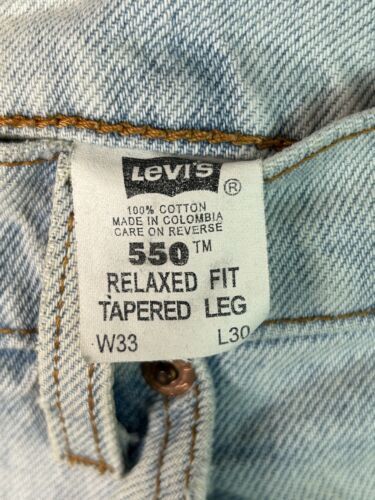 Levi's ®
100% COTTON
MADE IN COLOMBIA
CARE ON REVERSE
550™
RELAXED FIT
TAPERED LEG
W33 L30